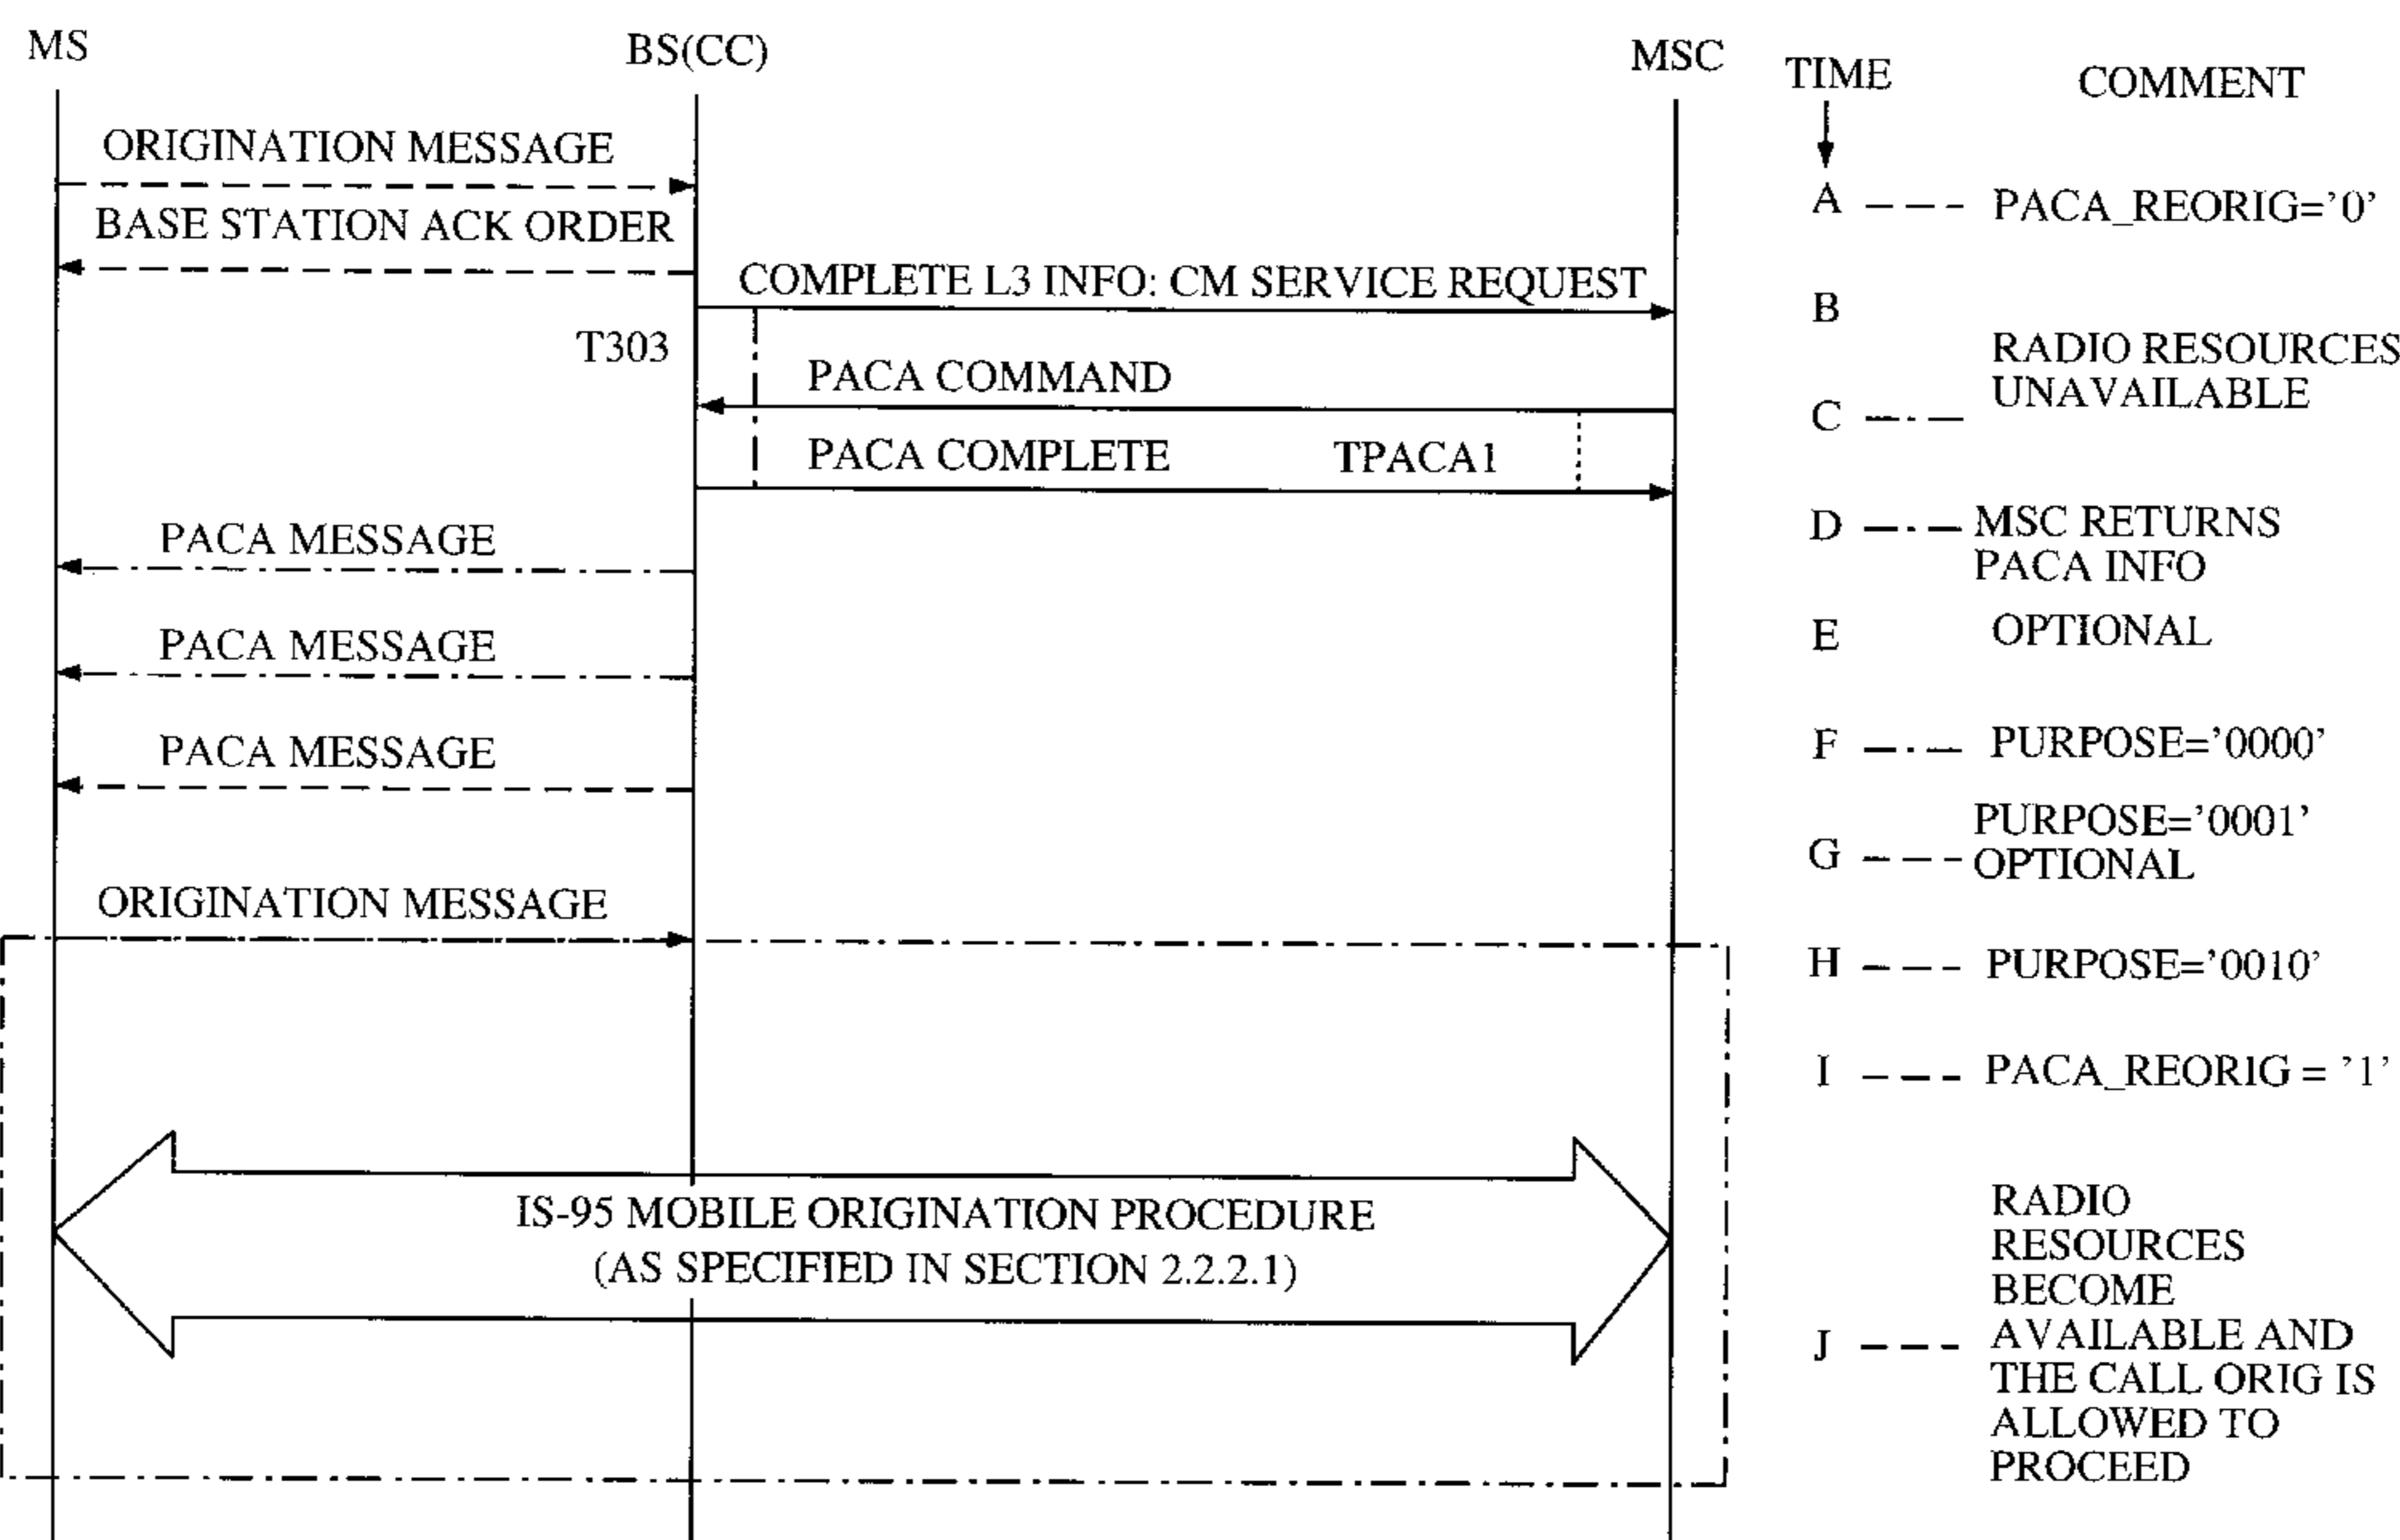 MS
BS(CC)
MSC
TIME
COMMENT
ORIGINATION MESSAGE
A
PACA_REORIG='0'
BASE STATION ACK ORDER
COMPLETE L3 INFO: CM SERVICE REQUEST
B
T303
RADIO RESOURCES
UNAVAILABLE
PACA COMMAND
C
PACA COMPLETE
TPACA1
PACA MESSAGE
D
MSC RETURNS
PACA INFO
PACA MESSAGE
E
OPTIONAL
PACA MESSAGE
F
PURPOSE='0000'
G
PURPOSE='0001'
OPTIONAL
ORIGINATION MESSAGE
H
PURPOSE='0010'
I
PACA_REORIG = '1'
IS-95 MOBILE ORIGINATION PROCEDURE
(AS SPECIFIED IN SECTION 2.2.2.1)
J
RADIO
RESOURCES
BECOME
AVAILABLE AND
THE CALL ORIG IS
ALLOWED TO
PROCEED